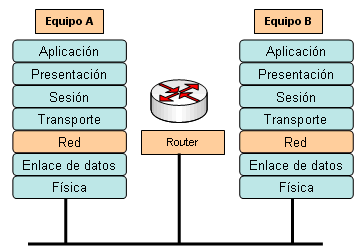 Equipo A
Aplicación
Presentación
Sesión
Transporte
Red
Enlace de datos
Física
Router
Equipo B
Aplicación
Presentación
Sesión
Transporte
Red
Enlace de datos
Física